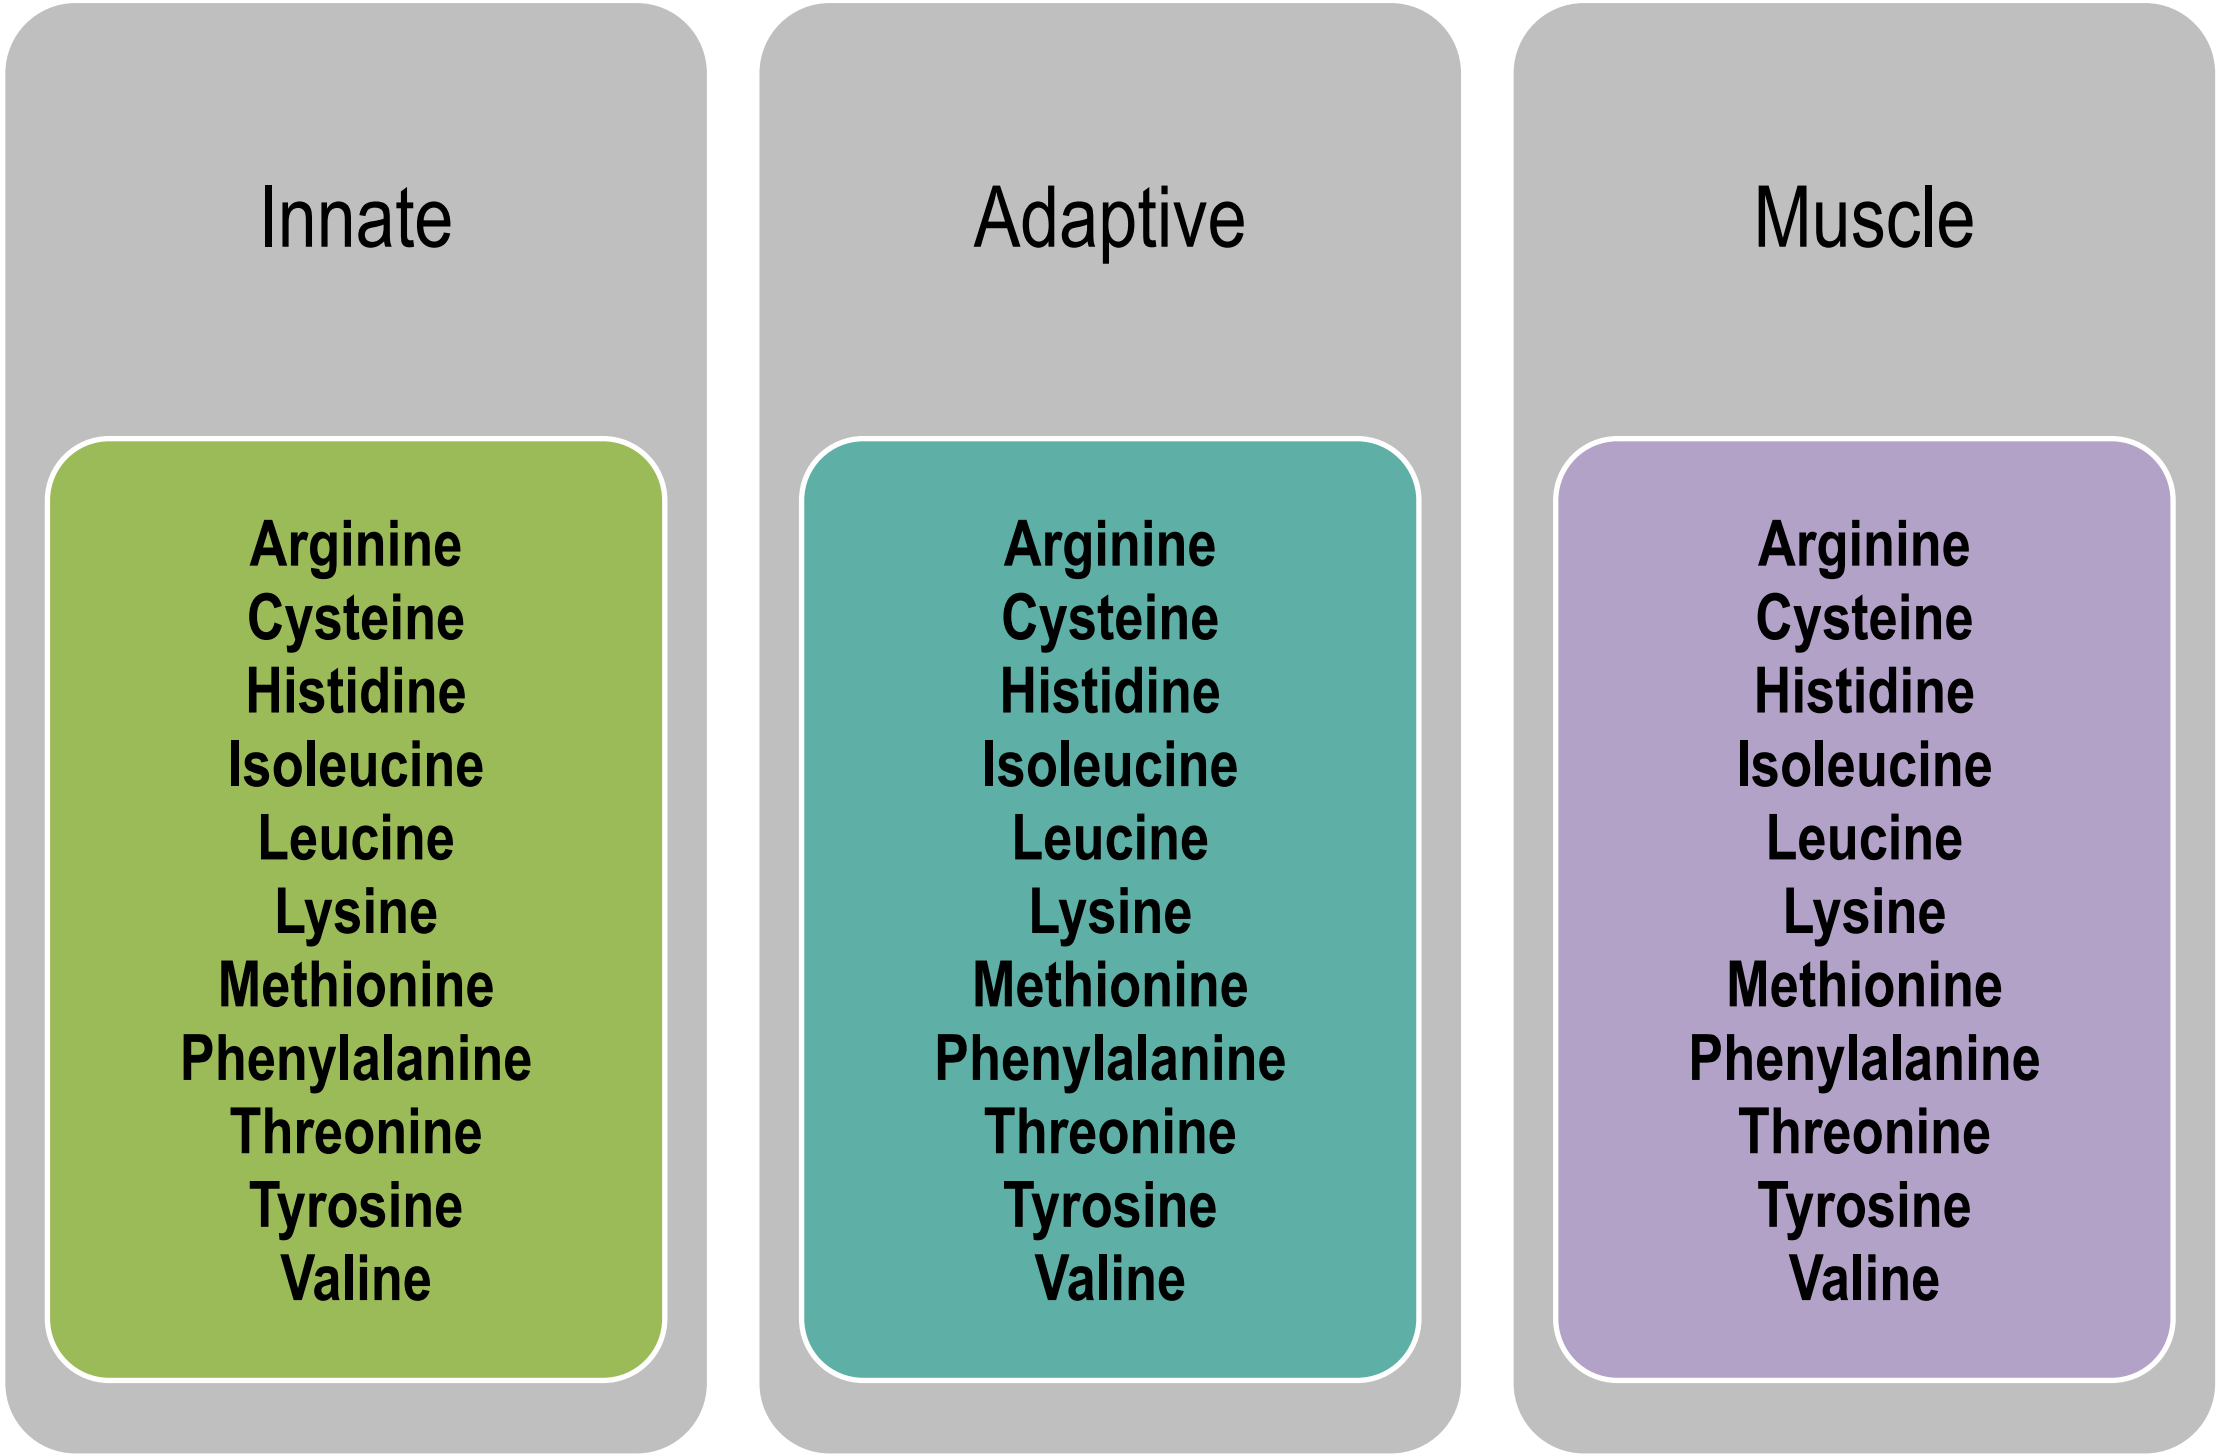 Innate
Arginine
Cysteine
Histidine
Isoleucine
Leucine
Lysine
Methionine
Phenylalanine
Threonine
Tyrosine
Valine
Adaptive
Arginine
Cysteine
Histidine
Isoleucine
Leucine
Lysine
Methionine
Phenylalanine
Threonine
Tyrosine
Valine
Muscle
Arginine
Cysteine
Histidine
Isoleucine
Leucine
Lysine
Methionine
Phenylalanine
Threonine
Tyrosine
Valine